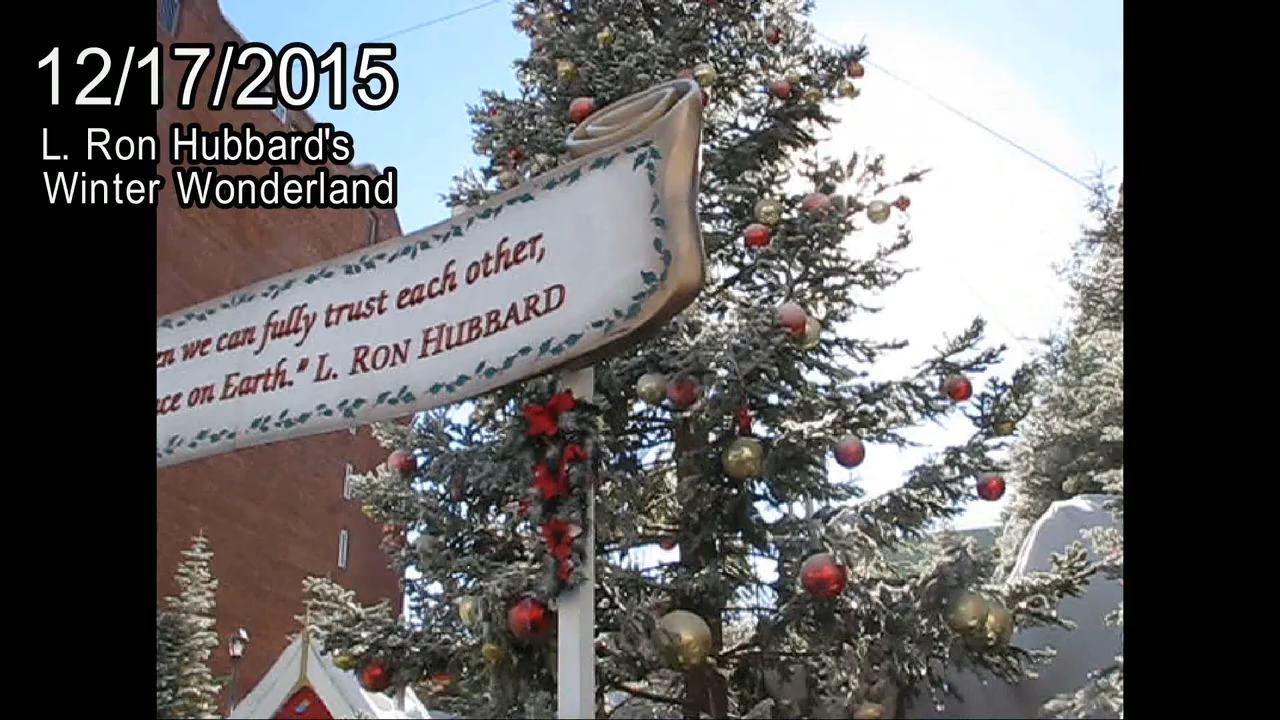 12/17/2015
L. Ron Hubbard's
Winter Wonderland
we can fully trust each other,
on Earth." L. RON HUBBARD